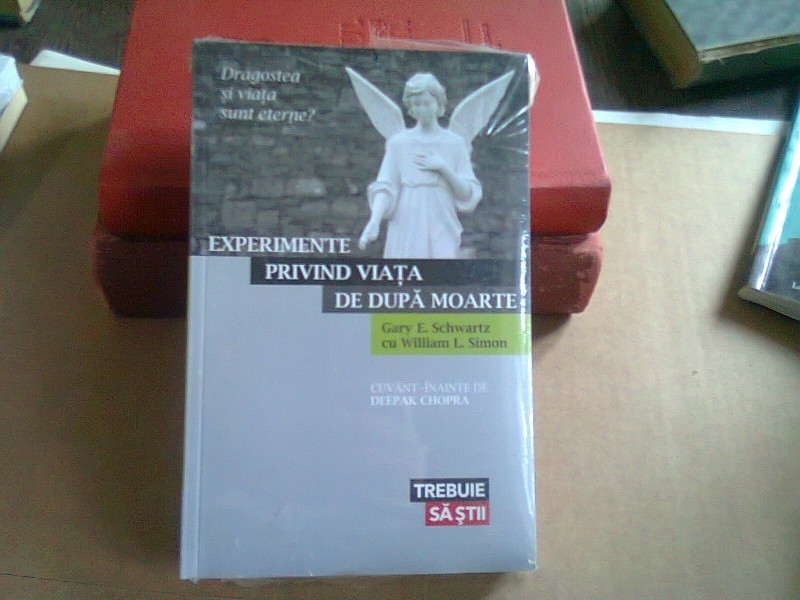 Dragostea
și viața
sunt eterne?
EXPERIMENTE
PRIVIND VIAȚA
DE DUPĂ MOARTE
Gary E. Schwartz
cu William L. Simon
CUVÂNT-ÎNAINTE DE
DEEPAK CHOPRA
TREBUIE
SĂ ȘTII